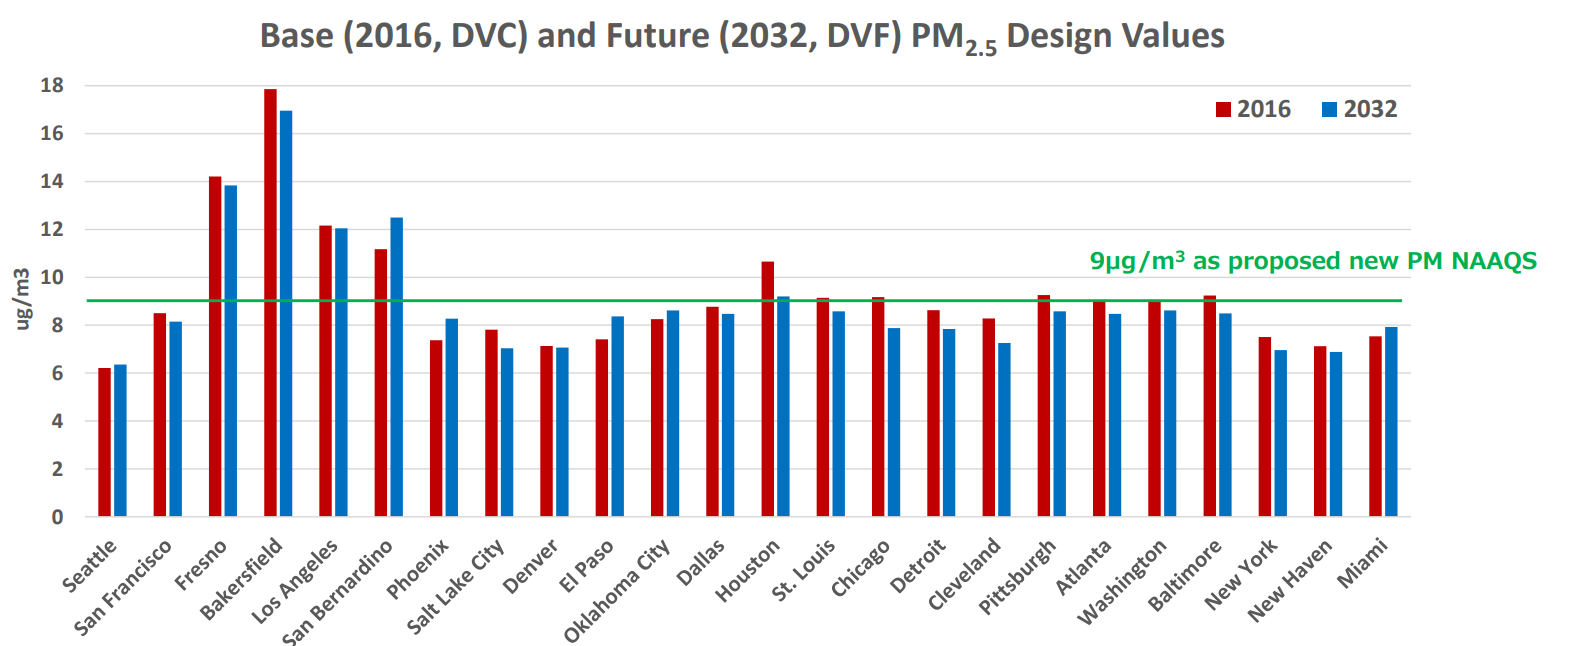 Base (2016, DVC) and Future (2032, DVF) PM2.5 Design Values
18
16
14
12
10
8
6
4
2
0
ug/m3
2016 2032
9μg/m³ as proposed new PM NAAQS
Seattle
San Francisco
Fresno
Bakersfield
Los Angeles
San Bernardino
Phoenix
Salt Lake City
Denver
El Paso
Oklahoma City
Dallas
Houston
St. Louis
Chicago
Detroit
Cleveland
Pittsburgh
Atlanta
Washington
Baltimore
New York
New Haven
Miami